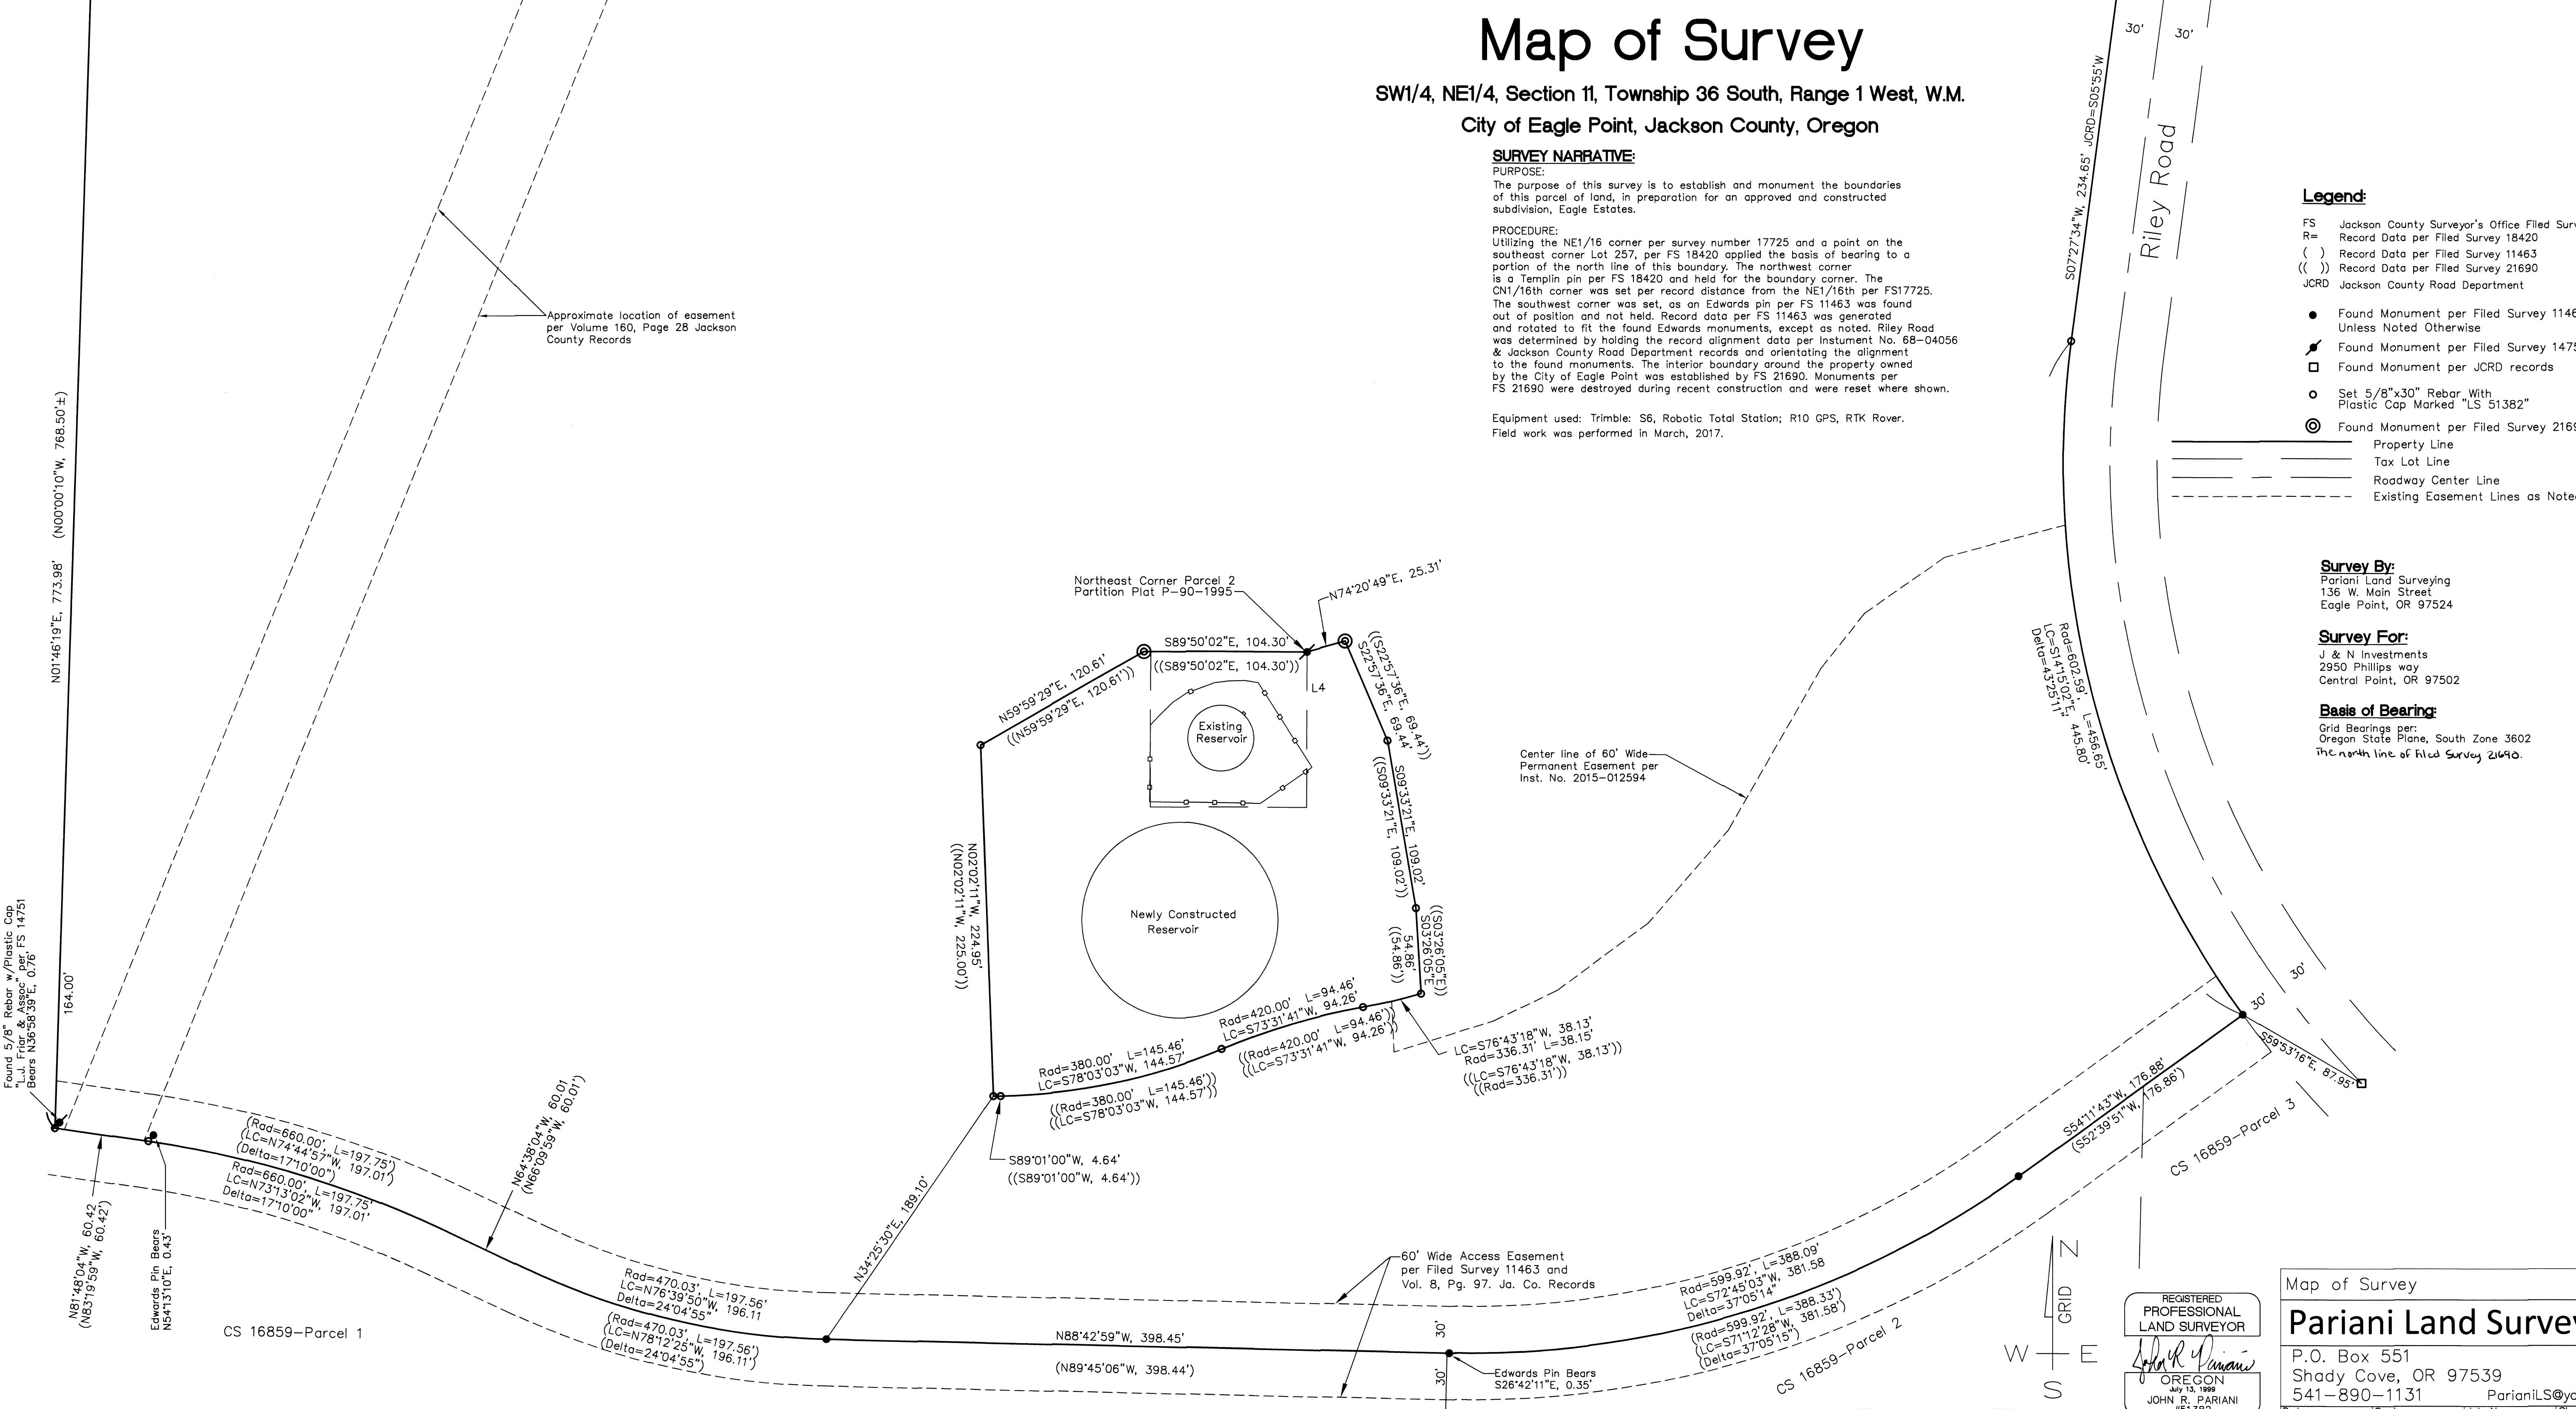 Map of Survey
SW1/4, NE1/4, Section 11, Township 36 South, Range 1 West, W.M.
City of Eagle Point, Jackson County, Oregon
SURVEY NARRATIVE:
PURPOSE:
The purpose of this survey is to establish and monument the boundaries
of this parcel of land, in preparation for an approved and constructed
subdivision, Eagle Estates.
PROCEDURE:
Utilizing the NE1/16 corner per survey number 17725 and a point on the
southeast corner Lot 257, per FS 18420 applied the basis of bearing to a
portion of the north line of this boundary. The northwest corner
is a Templin pin per FS 18420 and held for the boundary corner. The
CN1/16th corner was set per record distance from the NE1/16th per FS17725.
The southwest corner was set, as an Edwards pin per FS 11463 was found
out of position and not held. Record data per FS 11463 was generated
and rotated to fit the found Edwards monuments, except as noted. Riley Road
was determined by holding the record alignment data per Instument No. 68-04056
& Jackson County Road Department records and orientating the alignment
to the found monuments. The interior boundary around the property owned
by the City of Eagle Point was established by FS 21690. Monuments per
FS 21690 were destroyed during recent construction and were reset where shown.
Equipment used: Trimble: S6, Robotic Total Station; R10 GPS, RTK Rover.
Field work was performed in March, 2017.
30'
30'
S07°27'34"W, 234.65' JCRD=S05°55'W
Riley Road
Legend:
FS Jackson County Surveyor's Office Filed Sur
R= Record Data per Filed Survey 18420
( ) Record Data per Filed Survey 11463
(( )) Record Data per Filed Survey 21690
JCRD Jackson County Road Department
Found Monument per Filed Survey 1146
Unless Noted Otherwise
Found Monument per Filed Survey 1475
Found Monument per JCRD records
Set 5/8"x30" Rebar With
Plastic Cap Marked "LS 51382"
Found Monument per Filed Survey 216
Property Line
Tax Lot Line
Roadway Center Line
Existing Easement Lines as Note
Survey By:
Pariani Land Surveying
136 W. Main Street
Eagle Point, OR 97524
Survey For:
J & N Investments
2950 Phillips way
Central Point, OR 97502
Basis of Bearing:
Grid Bearings per:
Oregon State Plane, South Zone 3602
The north line of Filed Survey 21690.
Approximate location of easement
per Volume 160, Page 28 Jackson
County Records
N01°46'19"E, 773.98' (N00°00'10"W, 768.50'±)
164.00'
Found 5/8" Rebar w/Plastic Cap
"L.J. Friar & Assoc" per FS 14751
Bears N36°58'39"E, 0.76'
Northeast Corner Parcel 2
Partition Plat P-90-1995
N74°20'49"E, 25.31'
S89°50'02"E, 104.30'
((S89°50'02"E, 104.30'))
L4
N59°59'29"E, 120.61'
((N59°59'29"E, 120.61'))
Existing
Reservoir
((S22°57'36"E, 69.44'))
S22°57'36"E, 69.44'
S09°33'21"E, 109.02'
((S09°33'21"E, 109.02'))
N02°02'11"W, 224.95'
((N02°02'11"W, 225.00'))
Newly Constructed
Reservoir
((S03°26'05"E))
S03°26'05"E
54.86'
((54.86'))
Center line of 60' Wide
Permanent Easement per
Inst. No. 2015-012594
Rad=602.59', L=456.65'
LC=S14°15'02"E, 445.80'
Delta=43°25'11"
Rad=420.00' L=94.46'
LC=S73°31'41"W, 94.26'
((Rad=420.00' L=94.46'))
((LC=S73°31'41"W, 94.26'))
Rad=380.00' L=145.46'
LC=S78°03'03"W, 144.57'
((Rad=380.00' L=145.46'))
((LC=S78°03'03"W, 144.57'))
LC=S76°43'18"W, 38.13'
Rad=336.31' L=38.15'
((LC=S76°43'18"W, 38.13'))
((Rad=336.31'))
S89°01'00"W, 4.64'
((S89°01'00"W, 4.64'))
N34°25'30"E, 189.10'
30'
30'
S59°53'16"E, 87.95'
S54°11'43"W, 176.88'
(S52°39'51"W, 176.86')
CS 16859-Parcel 3
(Rad=660.00', L=197.75')
(LC=N74°44'57"W, 197.01')
(Delta=17°10'00")
Rad=660.00', L=197.75'
LC=N73°13'02"W, 197.01'
Delta=17°10'00"
N64°38'04"W, 60.01
(N66°09'59"W, 60.01')
N81°48'04"W, 60.42
(N83°19'59"W, 60.42')
Edwards Pin Bears
N54°13'10"E, 0.43'
CS 16859-Parcel 1
Rad=470.03', L=197.56'
LC=N76°39'50"W, 196.11
Delta=24°04'55"
(Rad=470.03', L=197.56')
(LC=N78°12'25"W, 196.11')
(Delta=24°04'55")
N88°42'59"W, 398.45'
(N89°45'06"W, 398.44')
60' Wide Access Easement
per Filed Survey 11463 and
Vol. 8, Pg. 97. Ja. Co. Records
30'
30'
Edwards Pin Bears
S26°42'11"E, 0.35'
Rad=599.92', L=388.09'
LC=S72°45'03"W, 381.58
Delta=37°05'14"
(Rad=599.92', L=388.33')
(LC=S71°12'28"W, 381.58')
(Delta=37°05'15")
CS 16859-Parcel 2
N
GRID
W E
S
REGISTERED
PROFESSIONAL
LAND SURVEYOR
John R Pariani
OREGON
July 13, 1999
JOHN R. PARIANI
Map of Survey
Pariani Land Surve
P.O. Box 551
Shady Cove, OR 97539
541-890-1131 ParianiLS@y